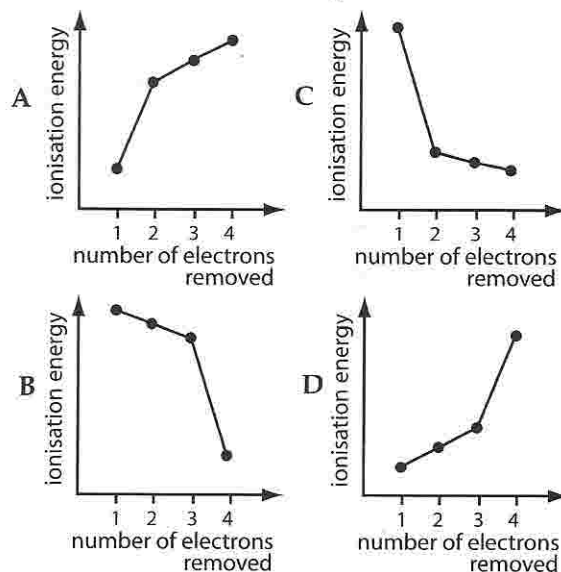 A
ionisation energy
1 2 3 4
number of electrons
removed
C
ionisation energy
1 2 3 4
number of electrons
removed
B
ionisation energy
1 2 3 4
number of electrons
removed
D
ionisation energy
1 2 3 4
number of electrons
removed